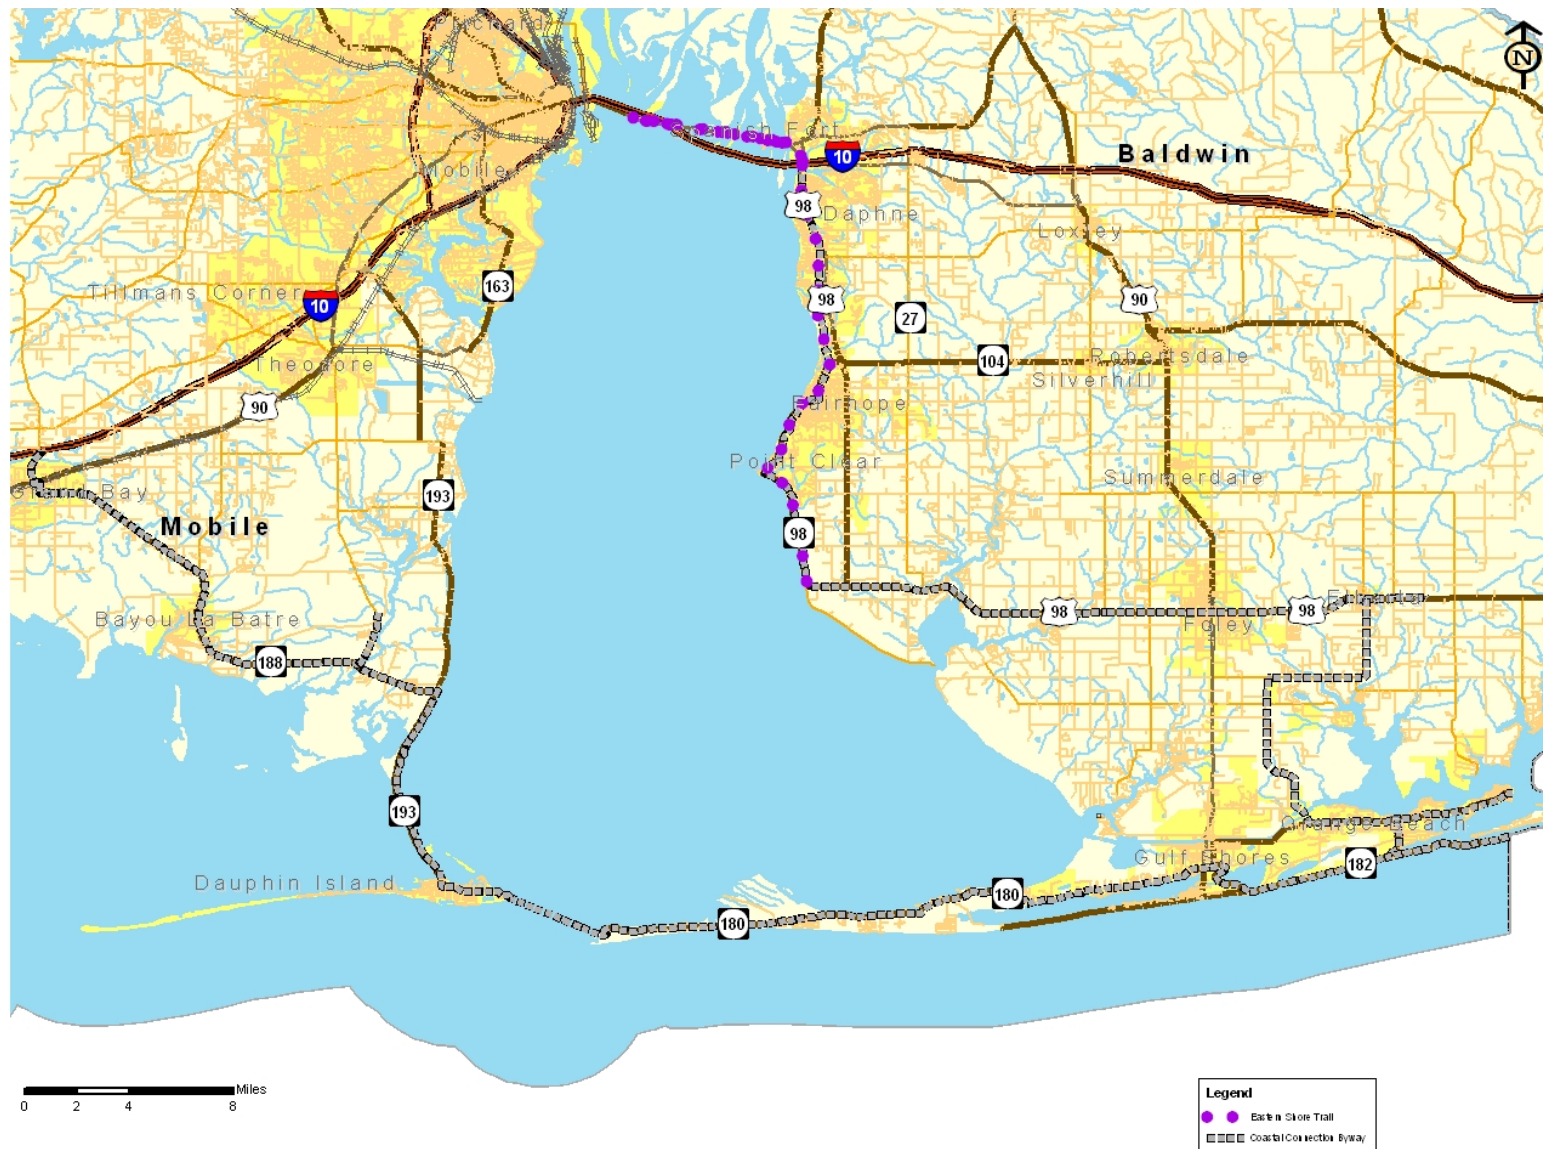 Prichard
N
Spanish Fort
10
Baldwin
Mobile
98
Daphne
Loxley
163
Tillmans Corner
10
98
90
27
Theodore
104
Robertsdale
Silverhill
90
Fairhope
Point Clear
Summerdale
Grand Bay
193
Mobile
98
98
98
Elberta
Bayou La Batre
Foley
188
193
Orange Beach
Gulf Shores
182
Dauphin Island
180
180
Miles
0 2 4 8
Legend
Eastern Shore Trail
Coastal Connection Byway